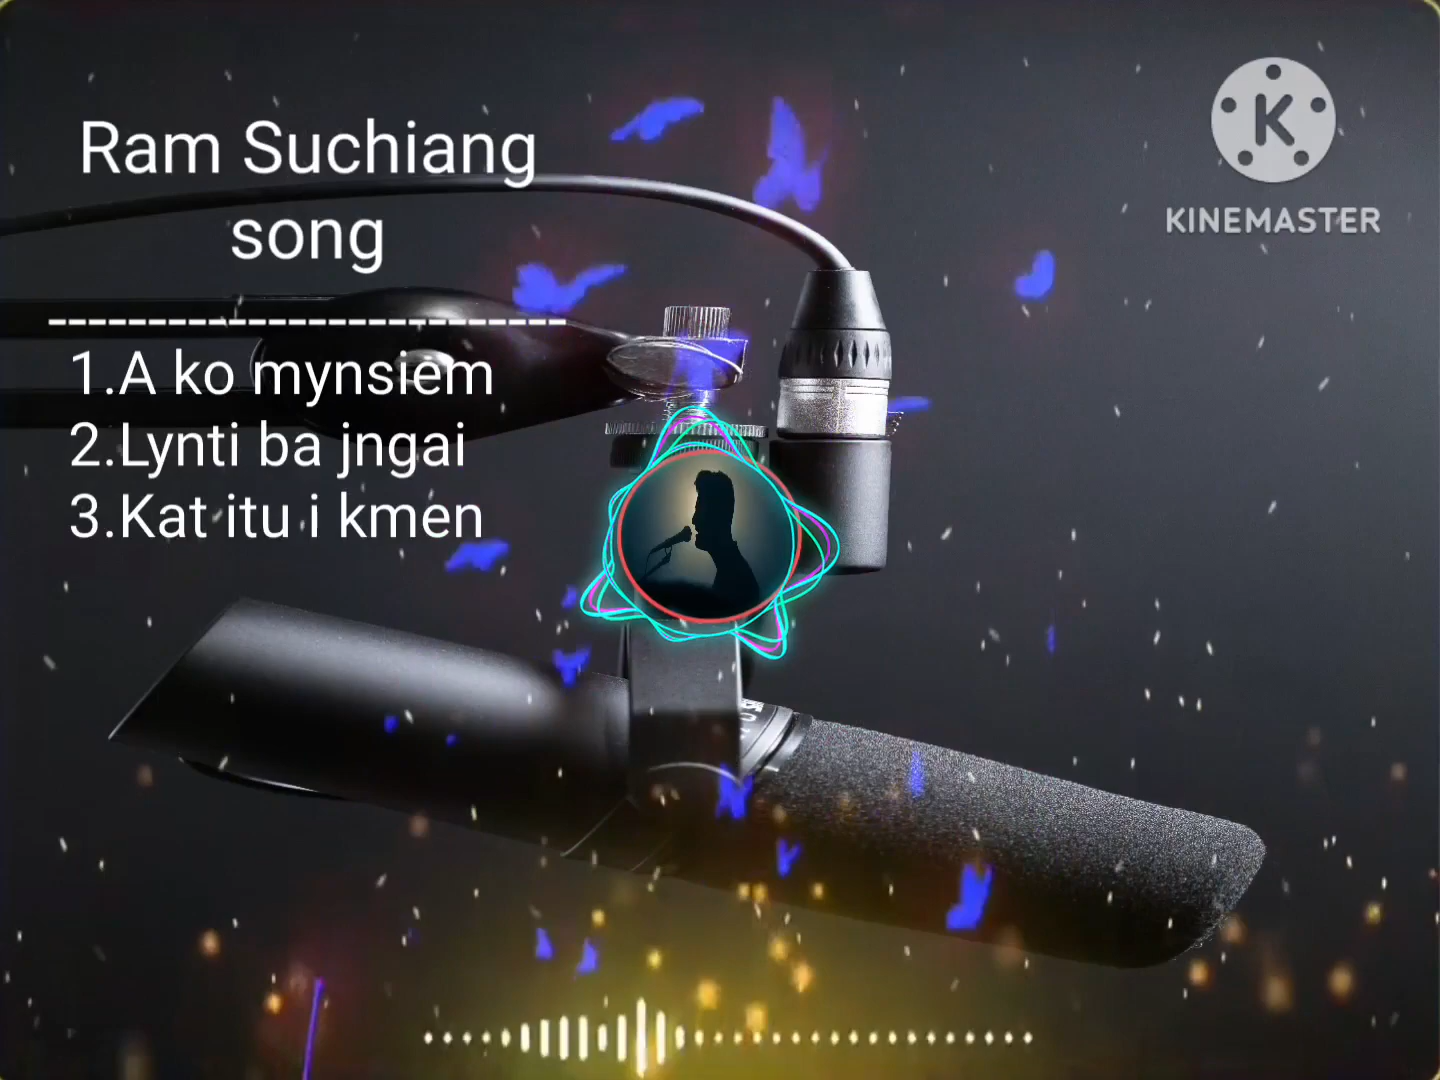 Ram Suchiang
song
--------------------------
1.A ko mynsiem
2.Lynti ba jngai
3.Kat itu i kmen
K
KINEMASTER